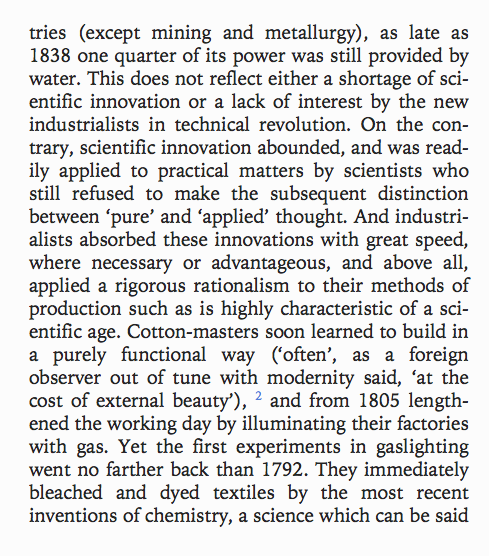 tries (except mining and metallurgy), as late as
1838 one quarter of its power was still provided by
water. This does not reflect either a shortage of sci-
entific innovation or a lack of interest by the new
industrialists in technical revolution. On the con-
trary, scientific innovation abounded, and was read-
ily applied to practical matters by scientists who
still refused to make the subsequent distinction
between ‘pure’ and ‘applied’ thought. And industri-
alists absorbed these innovations with great speed,
where necessary or advantageous, and above all,
applied a rigorous rationalism to their methods of
production such as is highly characteristic of a sci-
entific age. Cotton-masters soon learned to build in
a purely functional way (‘often’, as a foreign
observer out of tune with modernity said, ‘at the
cost of external beauty’), 2 and from 1805 length-
ened the working day by illuminating their factories
with gas. Yet the first experiments in gaslighting
went no farther back than 1792. They immediately
bleached and dyed textiles by the most recent
inventions of chemistry, a science which can be said